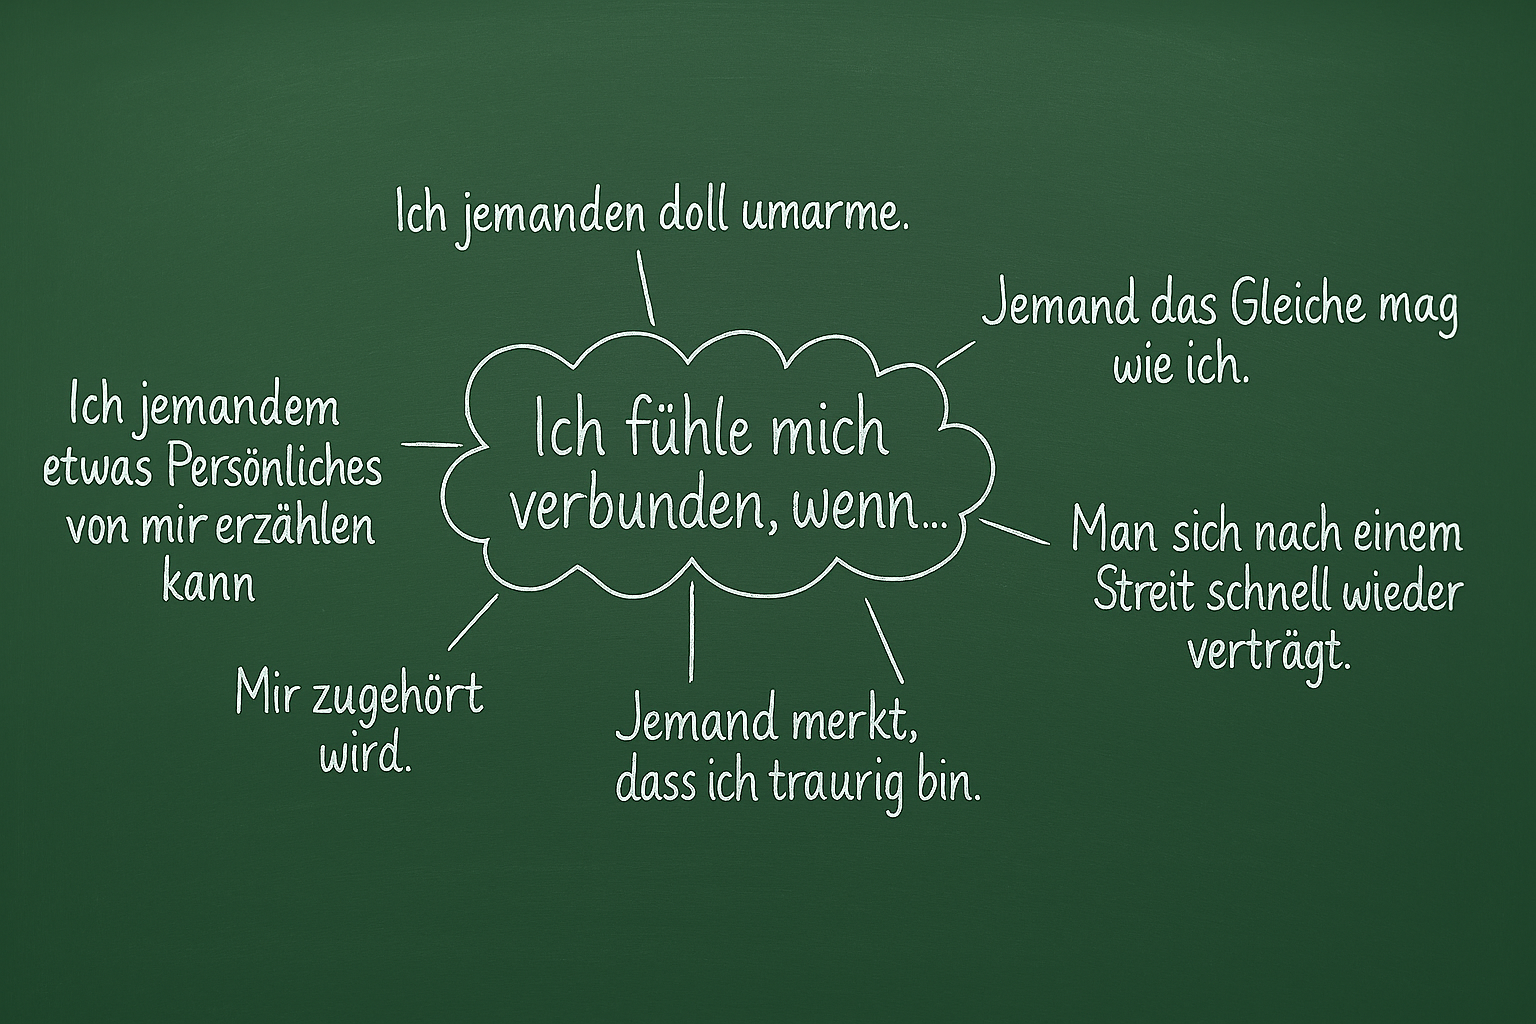 Ich jemanden doll umarme.
Jemand das Gleiche mag
wie ich.
Ich jemandem
etwas Persönliches
von mir erzählen
kann
Ich fühle mich
verbunden, wenn...
Man sich nach einem
Streit schnell wieder
verträgt.
Mir zugehört
wird.
Jemand merkt,
dass ich traurig bin.